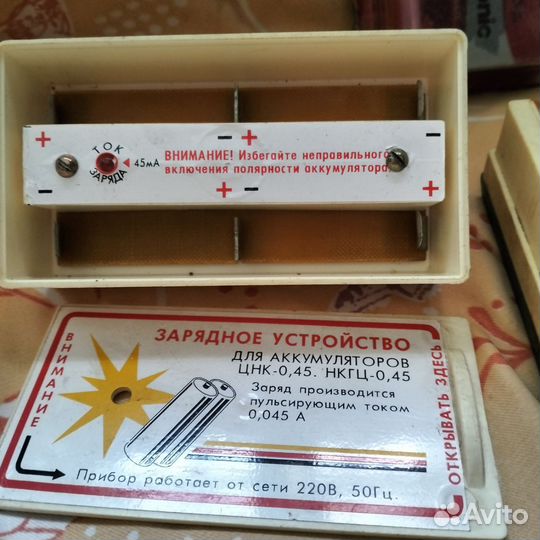 onic
+ - + -
ТОК
ЗАРЯДА
45мА
ВНИМАНИЕ! Избегайте неправильного
включения полярности аккумулятора.
- + - +
ЗАРЯДНОЕ УСТРОЙСТВО
ДЛЯ АККУМУЛЯТОРОВ
ЦНК-0,45. НКГЦ-0,45
Заряд производится
пульсирующим током
0,045 А
ВНИМАНИЕ
Прибор работает от сети 220В, 50Гц.
ОТКРЫВАТЬ ЗДЕСЬ
Avito